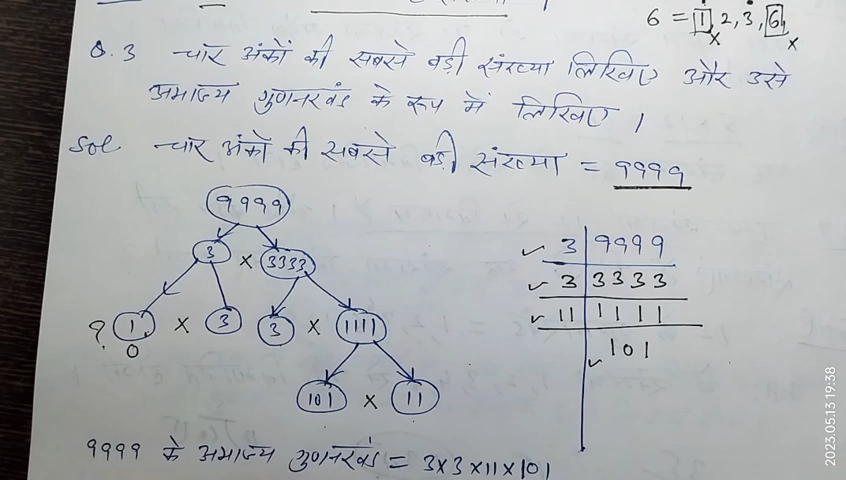 6 = 1, 2, 3, 6,
Q. 3 चार अंकों की सबसे बड़ी संख्या लिखिए और उसे
अभाज्य गुणनखंड के रूप में लिखिए ।
Sol चार अंकों की सबसे बड़ी संख्या = 9999
9999
3 × 3333
? 1 × 3 3 × 1111
0
101 × 11
3 9999
3 3333
11 1111
101
9999 के अभाज्य गुणनखंड = 3×3×11×101
2023.05.13 19:38